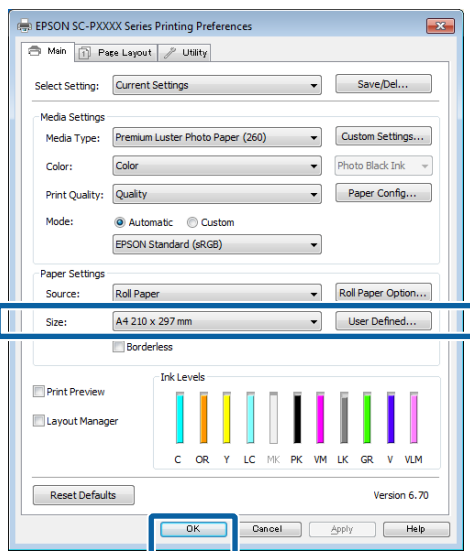 EPSON SC-PXXXX Series Printing Preferences
Main Page Layout Utility
Select Setting: Current Settings Save/Del...
Media Settings
Media Type: Premium Luster Photo Paper (260) Custom Settings...
Color: Color Photo Black Ink
Print Quality: Quality Paper Config...
Mode: Automatic Custom
EPSON Standard (sRGB)
Paper Settings
Source: Roll Paper Roll Paper Option...
Size: A4 210 x 297 mm User Defined...
Borderless
Ink Levels
Print Preview
Layout Manager
C OR Y LC MK PK VM LK GR V VLM
Reset Defaults Version 6.70
OK Cancel Apply Help